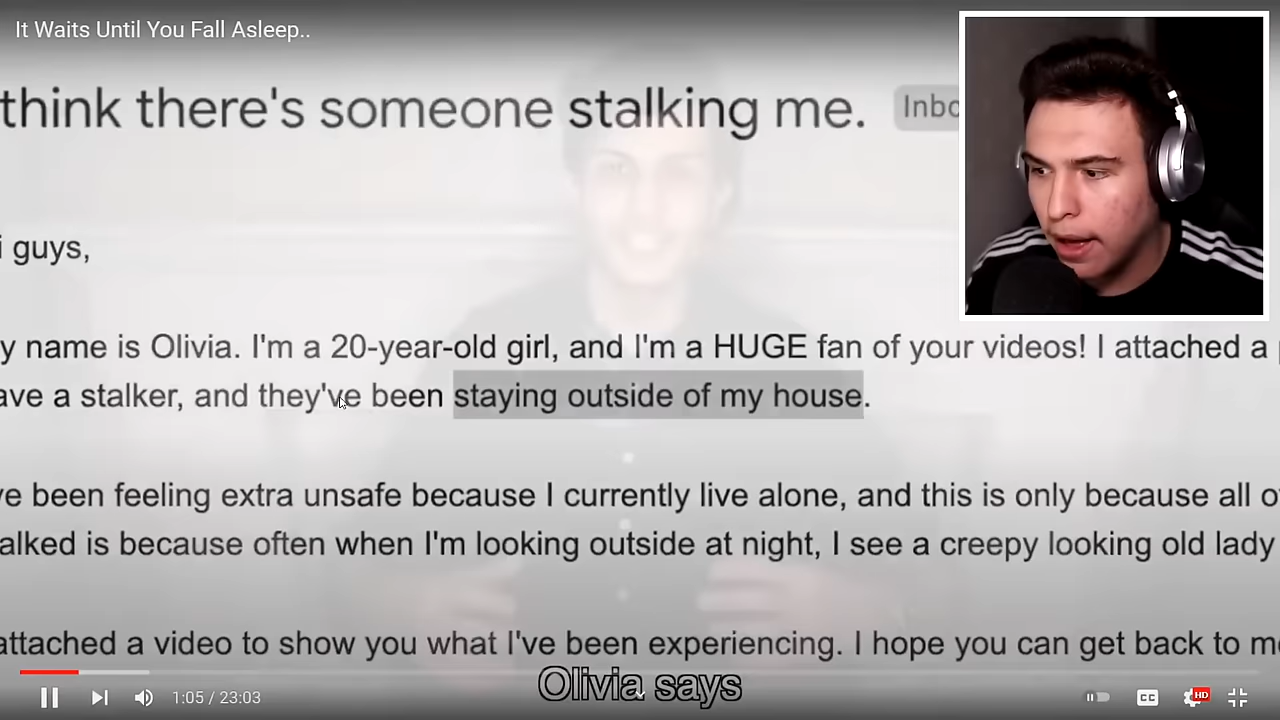 It Waits Until You Fall Asleep..
think there's someone stalking me.
Inbo
i guys,
y name is Olivia. I'm a 20-year-old girl, and I'm a HUGE fan of your videos! I attached a
ave a stalker, and they've been staying outside of my house.
ve been feeling extra unsafe because I currently live alone, and this is only because all o
alked is because often when I'm looking outside at night, I see a creepy looking old lady
attached a video to show you what I've been experiencing. I hope you can get back to me
Olivia says
1:05 / 23:03
CC
HD